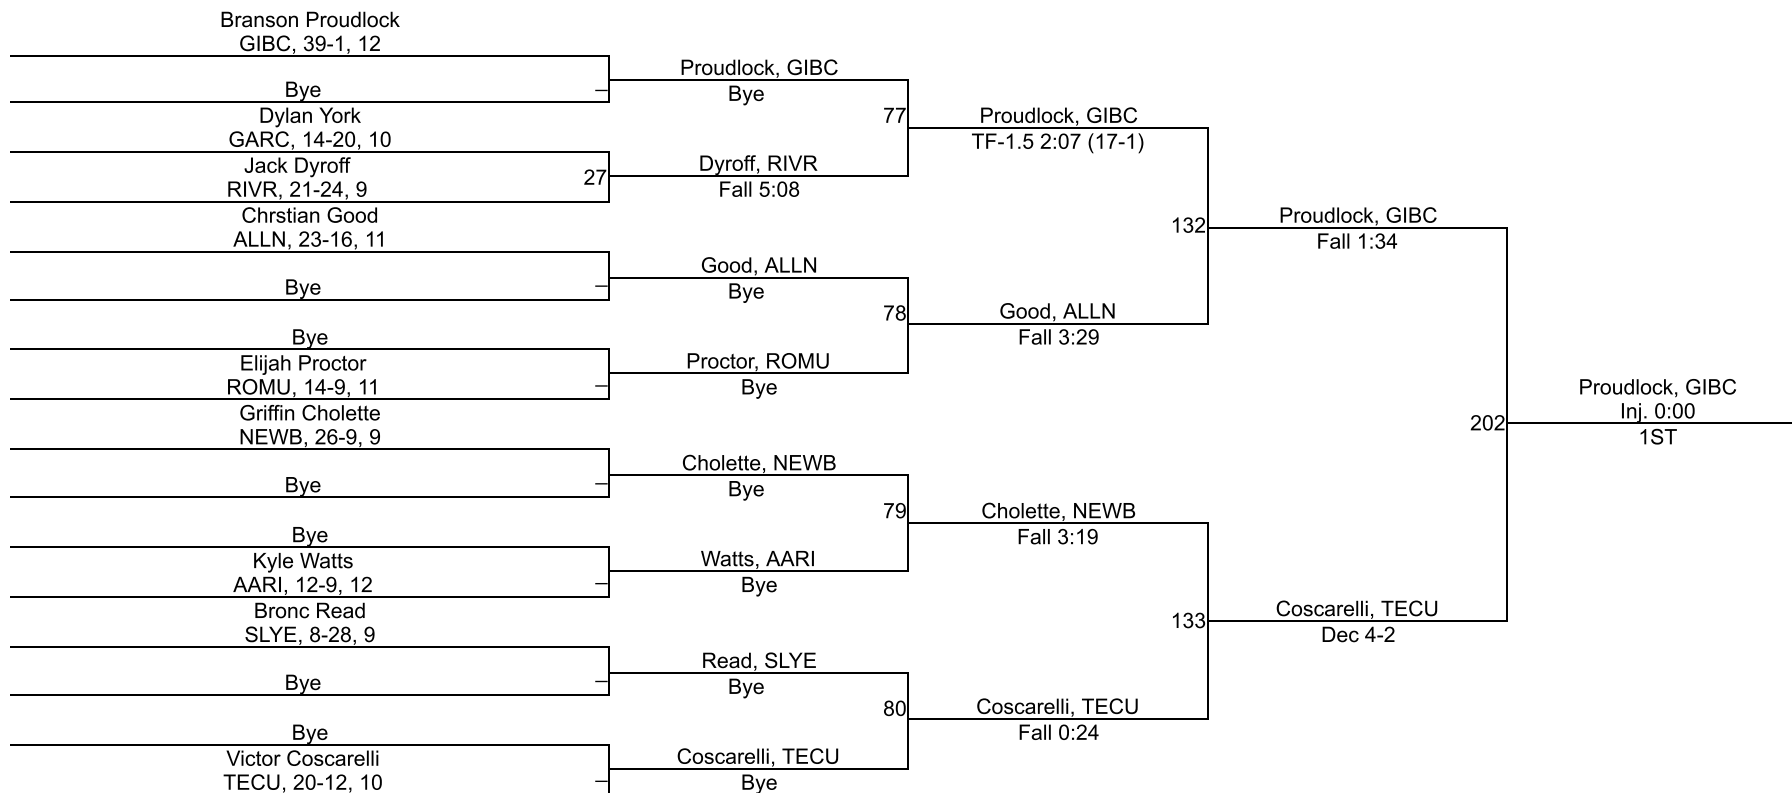 Branson Proudlock
GIBC, 39-1, 12
Bye
–
Dylan York
GARC, 14-20, 10
Jack Dyroff
RIVR, 21-24, 9
27
Chrstian Good
ALLN, 23-16, 11
Bye
–
Bye
Elijah Proctor
ROMU, 14-9, 11
–
Griffin Cholette
NEWB, 26-9, 9
Bye
–
Bye
Kyle Watts
AARI, 12-9, 12
–
Bronc Read
SLYE, 8-28, 9
Bye
–
Bye
Victor Coscarelli
TECU, 20-12, 10
–
Proudlock, GIBC
Bye
77
Dyroff, RIVR
Fall 5:08
Good, ALLN
Bye
78
Proctor, ROMU
Bye
Cholette, NEWB
Bye
79
Watts, AARI
Bye
Read, SLYE
Bye
80
Coscarelli, TECU
Bye
Proudlock, GIBC
TF-1.5 2:07 (17-1)
132
Good, ALLN
Fall 3:29
Cholette, NEWB
Fall 3:19
133
Coscarelli, TECU
Fall 0:24
Proudlock, GIBC
Fall 1:34
202
Coscarelli, TECU
Dec 4-2
Proudlock, GIBC
Inj. 0:00
1ST